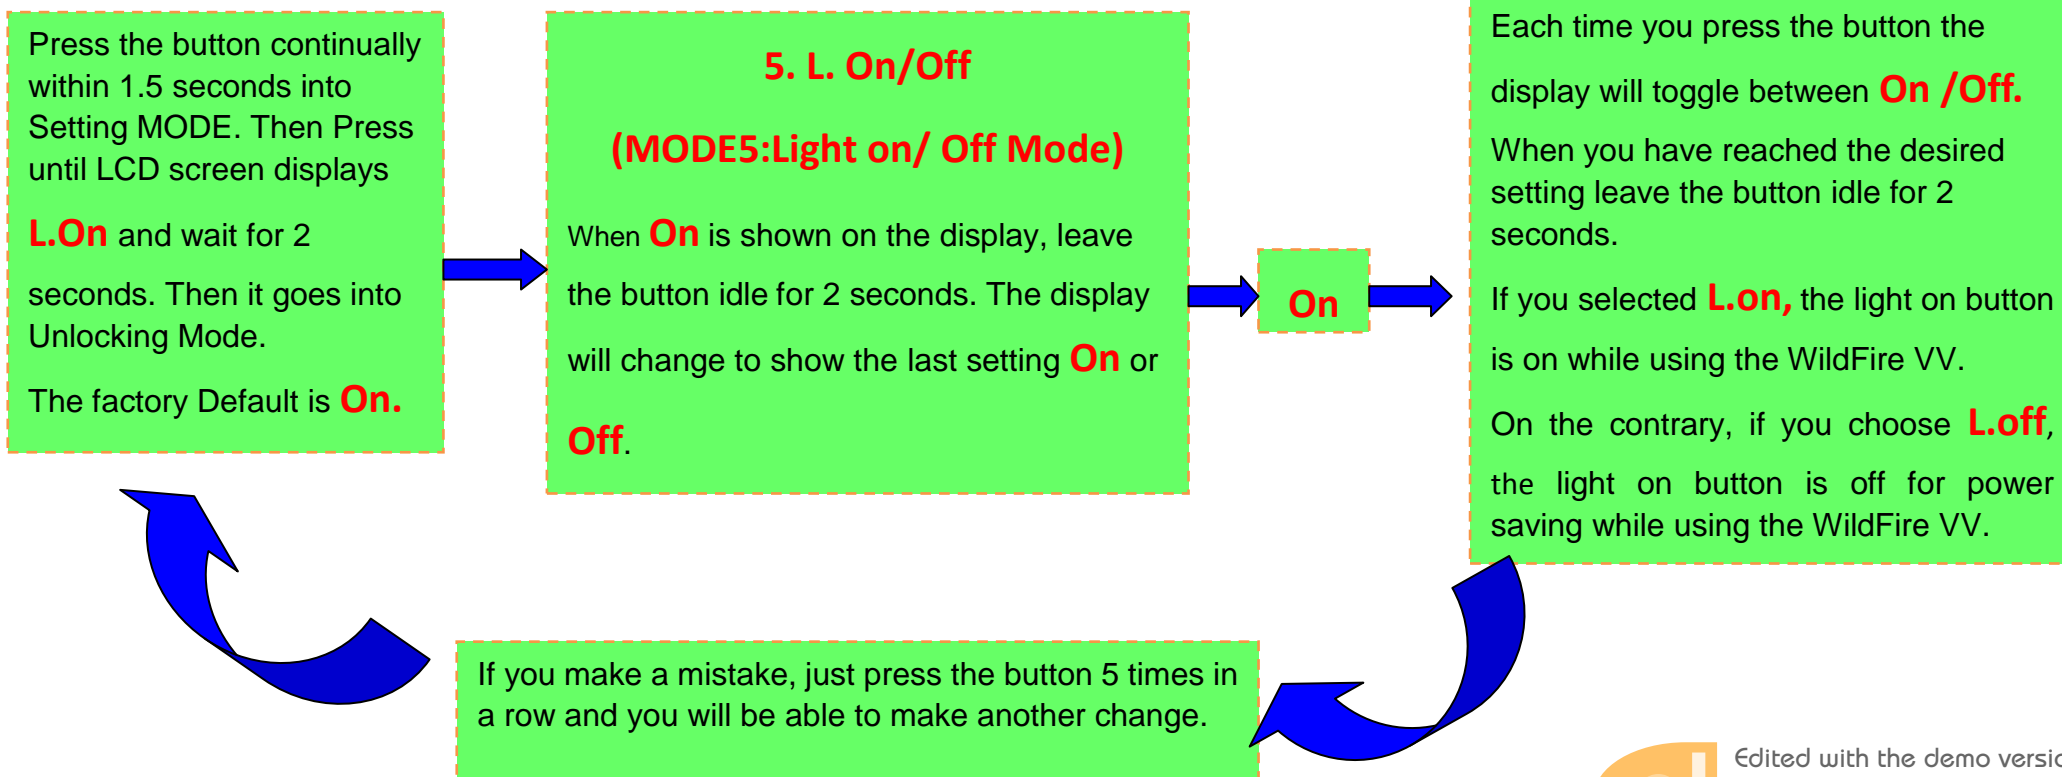 Press the button continually
within 1.5 seconds into
Setting MODE. Then Press
until LCD screen displays
L.On and wait for 2
seconds. Then it goes into
Unlocking Mode.
The factory Default is On.
5. L. On/Off
(MODE5:Light on/ Off Mode)
When On is shown on the display, leave
the button idle for 2 seconds. The display
will change to show the last setting On or
Off.
On
Each time you press the button the
display will toggle between On /Off.
When you have reached the desired
setting leave the button idle for 2
seconds.
If you selected L.on, the light on button
is on while using the WildFire VV.
On the contrary, if you choose L.off,
the light on button is off for power
saving while using the WildFire VV.
If you make a mistake, just press the button 5 times in
a row and you will be able to make another change.
Edited with the demo versio